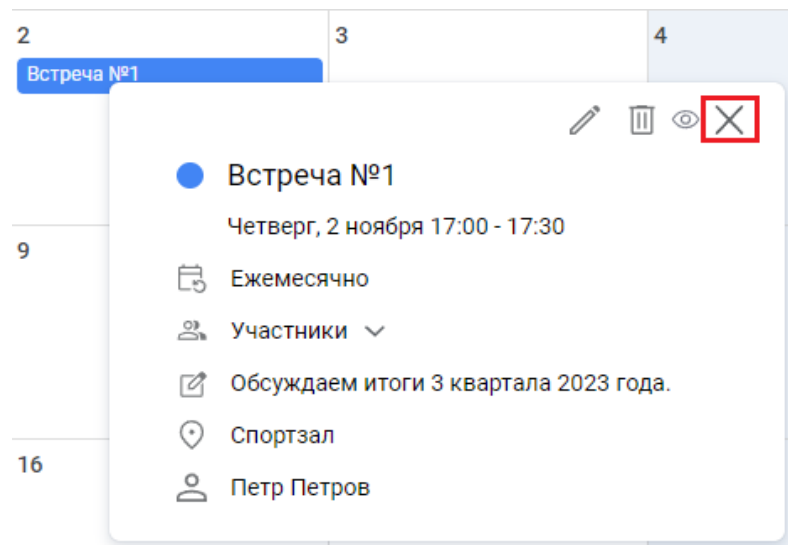 2 3 4
Встреча №1
Встреча №1
Четверг, 2 ноября 17:00 - 17:30
9
Ежемесячно
Участники
Обсуждаем итоги 3 квартала 2023 года.
Спортзал
16
Петр Петров